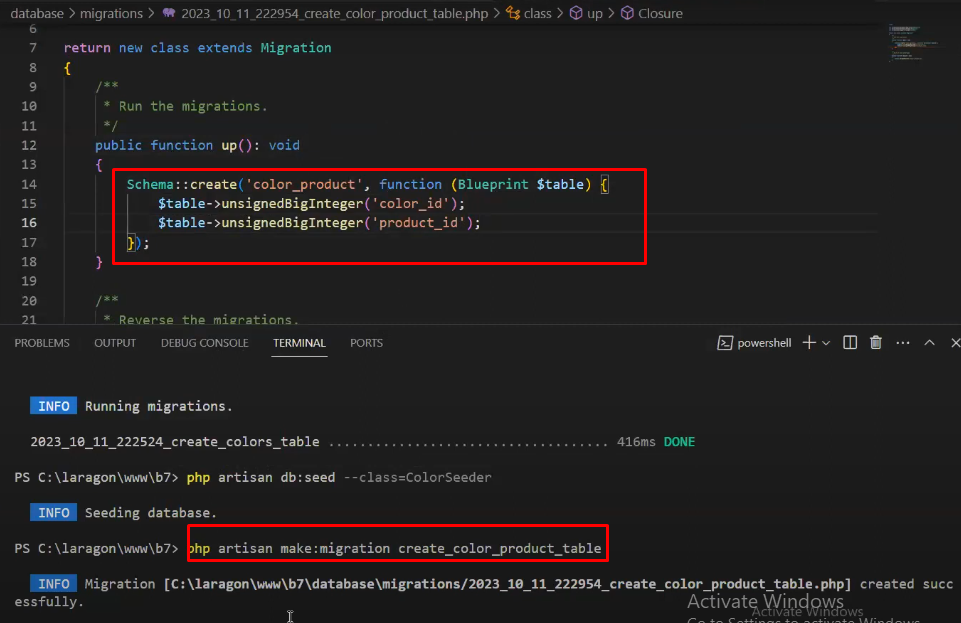 database > migrations > 2023_10_11_222954_create_color_product_table.php > class > up > Closure
6
7 return new class extends Migration
8 {
9 /**
10 * Run the migrations.
11 */
12 public function up(): void
13 {
14 Schema::create('color_product', function (Blueprint $table) {
15 $table->unsignedBigInteger('color_id');
16 $table->unsignedBigInteger('product_id');
17 });
18 }
19
20 /**
21 * Reverse the migrations.
PROBLEMS OUTPUT DEBUG CONSOLE TERMINAL PORTS powershell
INFO Running migrations.
2023_10_11_222524_create_colors_table .................................... 416ms DONE
PS C:\laragon\www\b7> php artisan db:seed --class=ColorSeeder
INFO Seeding database.
PS C:\laragon\www\b7> php artisan make:migration create_color_product_table
INFO Migration [C:\laragon\www\b7\database\migrations/2023_10_11_222954_create_color_product_table.php] created succ
essfully.
Activate Windows
Activate Windows
Go to Settings to activate Windows